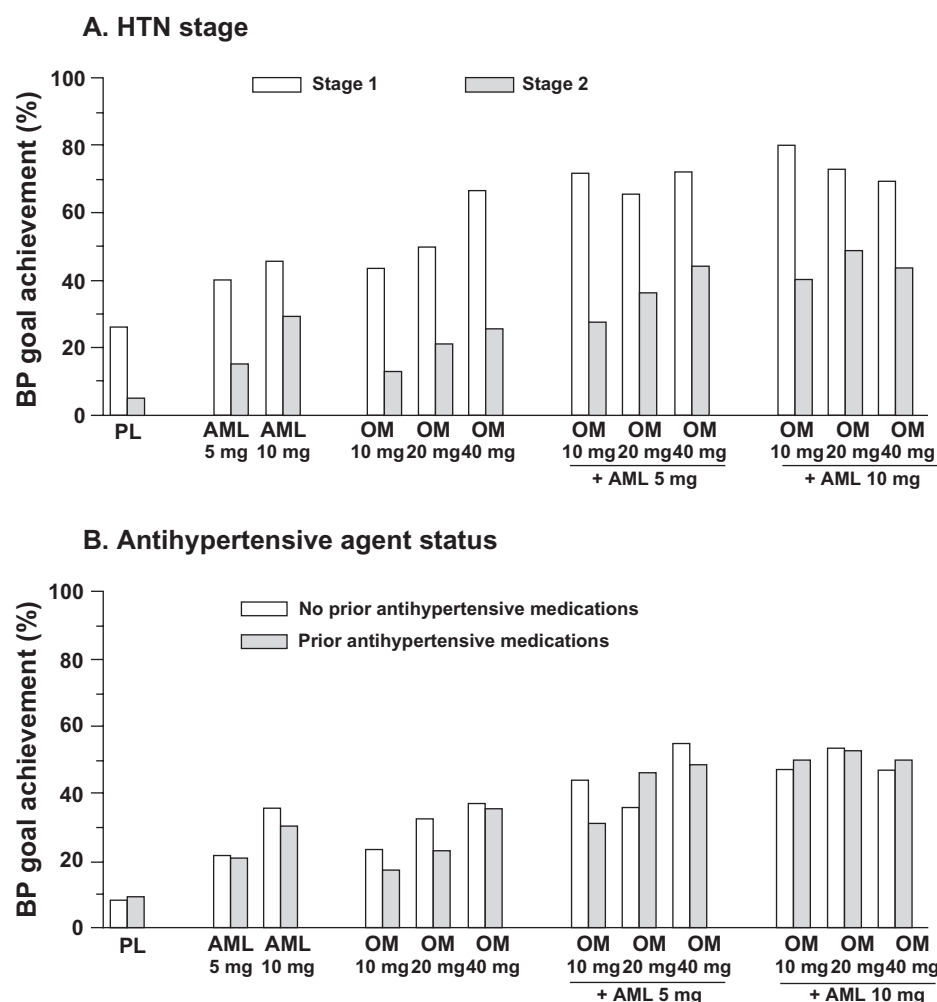 A. HTN stage
100
80
60
40
20
0
BP goal achievement (%)
Stage 1
Stage 2
PL
AML AML
5 mg 10 mg
OM OM OM
10 mg 20 mg 40 mg
OM OM OM
10 mg 20 mg 40 mg
+ AML 5 mg
OM OM OM
10 mg 20 mg 40 mg
+ AML 10 mg
B. Antihypertensive agent status
100
80
60
40
20
0
BP goal achievement (%)
No prior antihypertensive medications
Prior antihypertensive medications
PL
AML AML
5 mg 10 mg
OM OM OM
10 mg 20 mg 40 mg
OM OM OM
10 mg 20 mg 40 mg
+ AML 5 mg
OM OM OM
10 mg 20 mg 40 mg
+ AML 10 mg